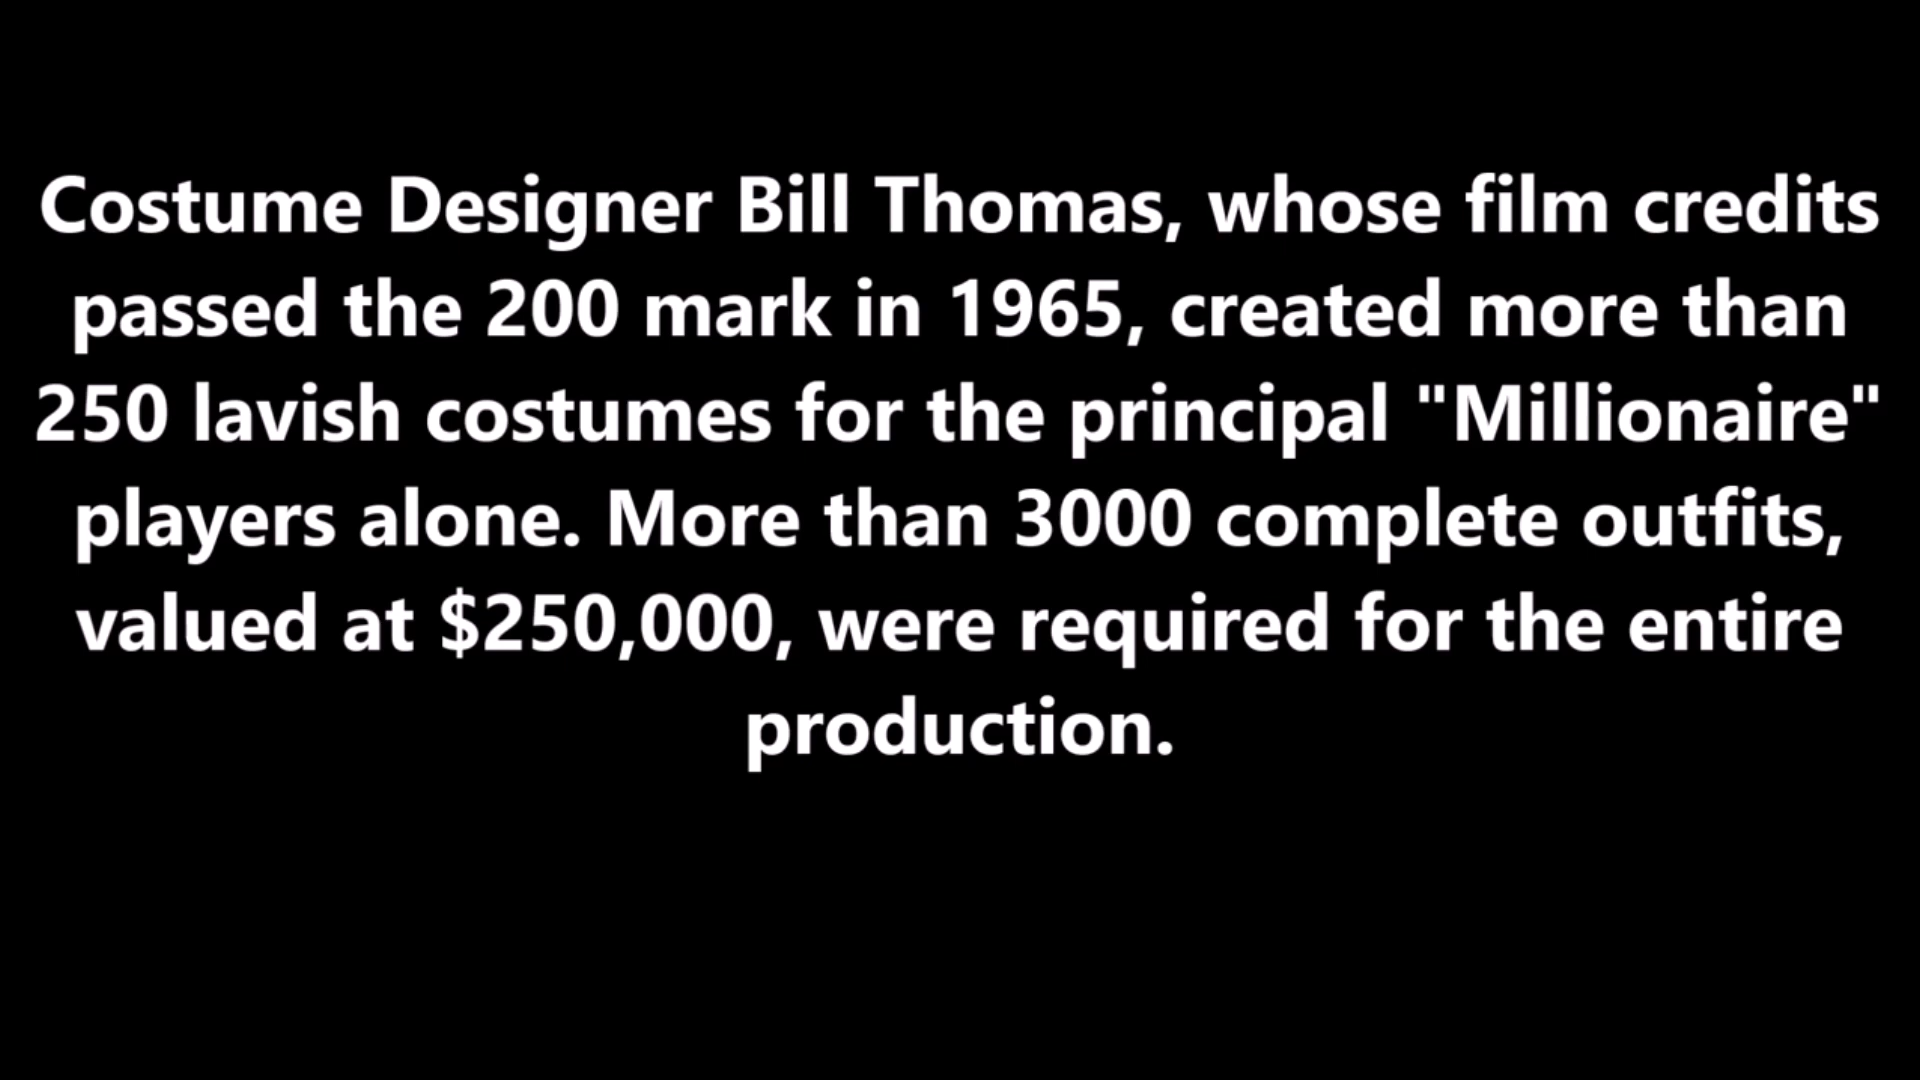 Costume Designer Bill Thomas, whose film credits
passed the 200 mark in 1965, created more than
250 lavish costumes for the principal "Millionaire"
players alone. More than 3000 complete outfits,
valued at $250,000, were required for the entire
production.